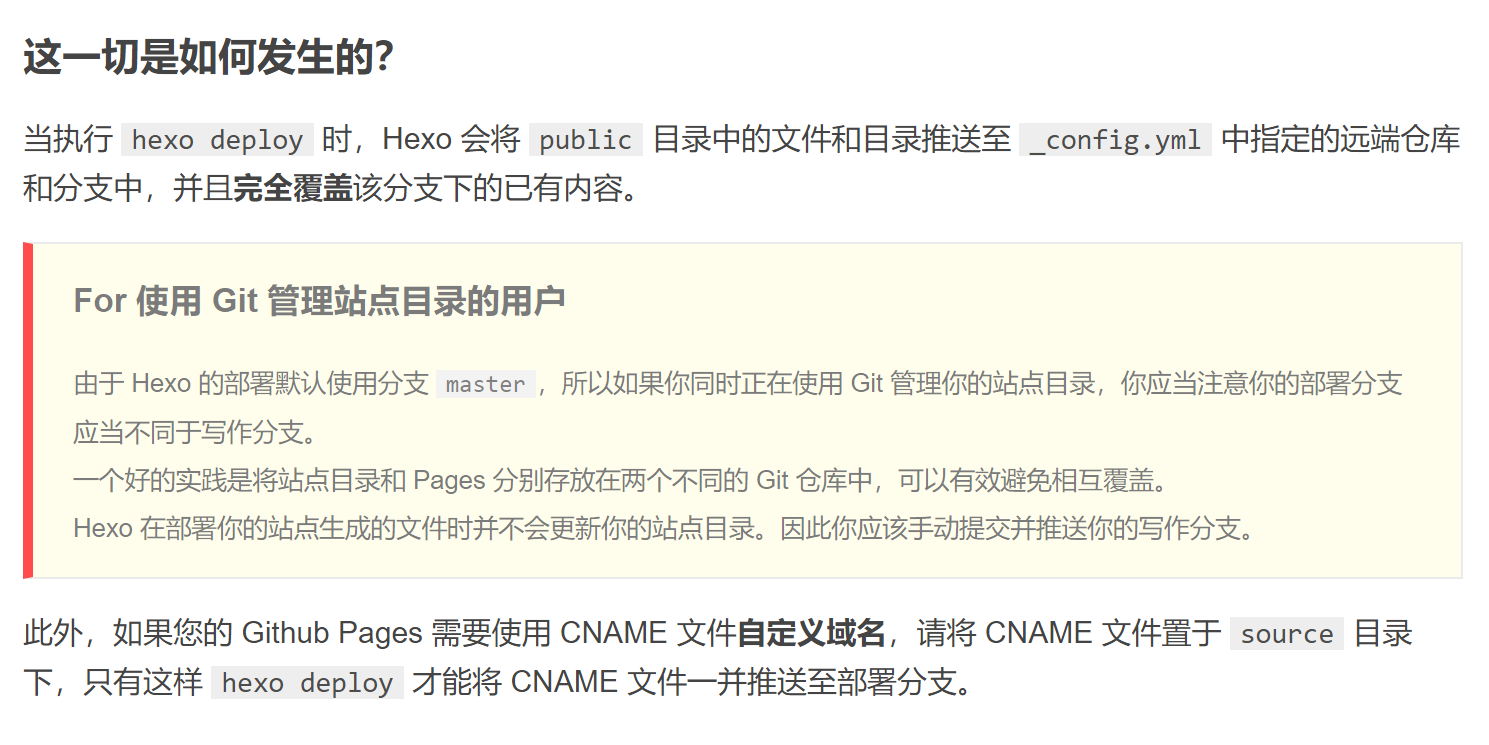 这一切是如何发生的？
当执行 hexo deploy 时，Hexo 会将 public 目录中的文件和目录推送至 _config.yml 中指定的远端仓库
和分支中，并且完全覆盖该分支下的已有内容。
For 使用 Git 管理站点目录的用户
由于 Hexo 的部署默认使用分支 master，所以如果你同时正在使用 Git 管理你的站点目录，你应当注意你的部署分支
应当不同于写作分支。
一个好的实践是将站点目录和 Pages 分别存放在两个不同的 Git 仓库中，可以有效避免相互覆盖。
Hexo 在部署你的站点生成的文件时并不会更新你的站点目录。因此你应该手动提交并推送你的写作分支。
此外，如果您的 Github Pages 需要使用 CNAME 文件自定义域名，请将 CNAME 文件置于 source 目录
下，只有这样 hexo deploy 才能将 CNAME 文件一并推送至部署分支。